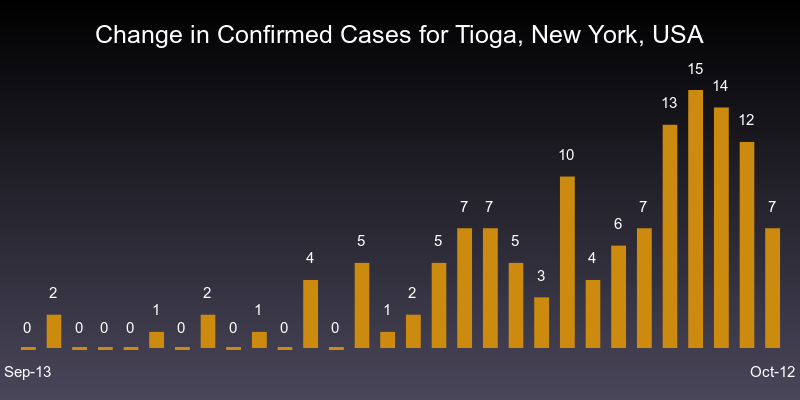 Change in Confirmed Cases for Tioga, New York, USA
0 2 0 0 0 1 0 2 0 1 0 4 0 5 1 2 5 7 7 5 3 10 4 6 7 13 15 14 12 7
Sep-13 Oct-12